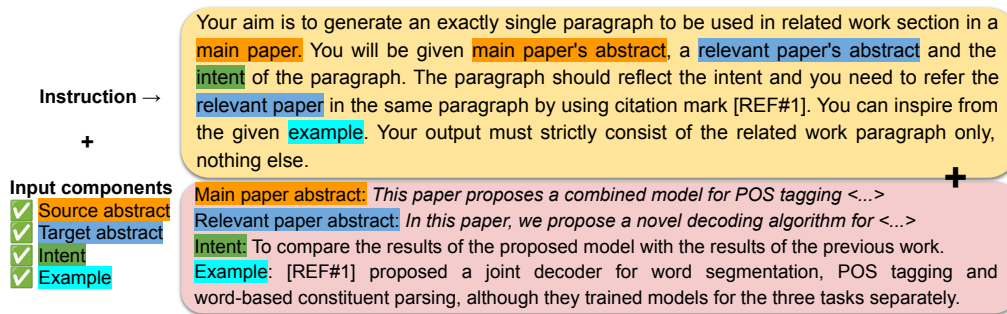 Your aim is to generate an exactly single paragraph to be used in related work section in a
main paper. You will be given main paper's abstract, a relevant paper's abstract and the
intent of the paragraph. The paragraph should reflect the intent and you need to refer the
relevant paper in the same paragraph by using citation mark [REF#1]. You can inspire from
the given example. Your output must strictly consist of the related work paragraph only,
nothing else.
Instruction →
+
+
Input components
✅ Source abstract
✅ Target abstract
✅ Intent
✅ Example
Main paper abstract: This paper proposes a combined model for POS tagging <...>
Relevant paper abstract: In this paper, we propose a novel decoding algorithm for <...>
Intent: To compare the results of the proposed model with the results of the previous work.
Example: [REF#1] proposed a joint decoder for word segmentation, POS tagging and
word-based constituent parsing, although they trained models for the three tasks separately.